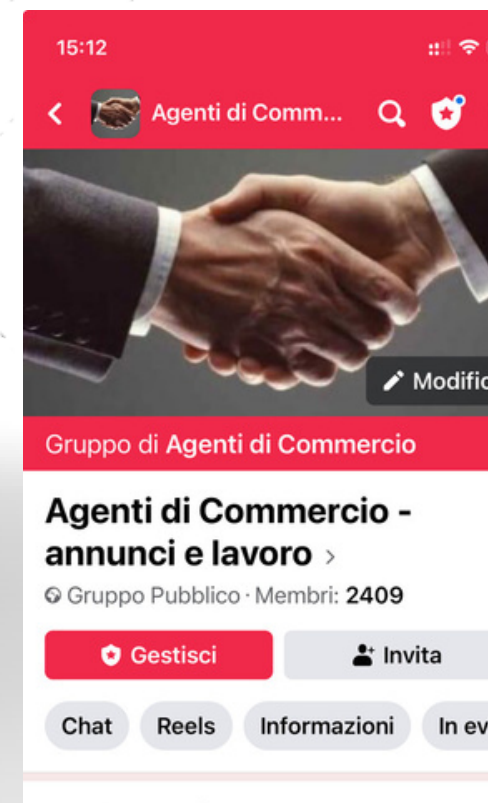 15:12
Agenti di Comm...
Modific
Gruppo di Agenti di Commercio
Agenti di Commercio -
annunci e lavoro
Gruppo Pubblico · Membri: 2409
Gestisci
Invita
Chat
Reels
Informazioni
In ev